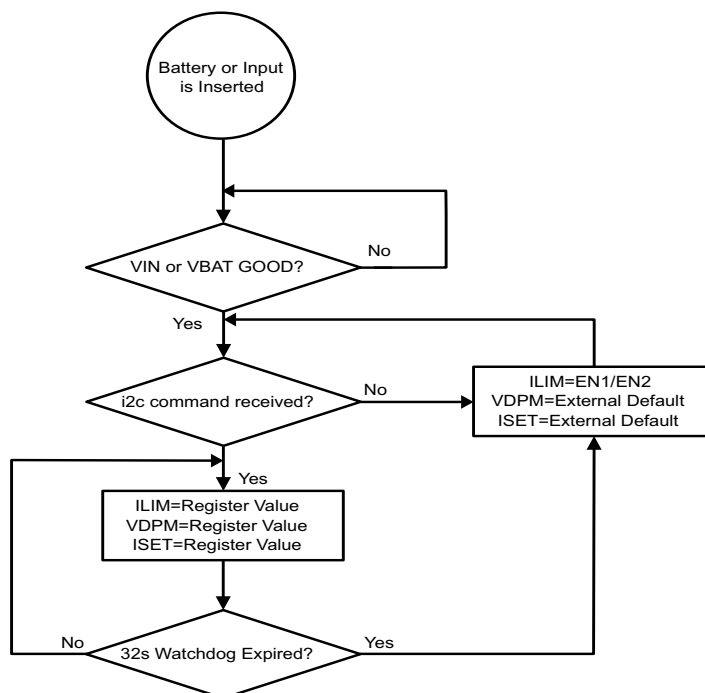 Battery or Input
is Inserted
No
VIN or VBAT GOOD?
Yes
i2c command received?
No
ILIM=EN1/EN2
VDPM=External Default
ISET=External Default
Yes
ILIM=Register Value
VDPM=Register Value
ISET=Register Value
No
32s Watchdog Expired?
Yes